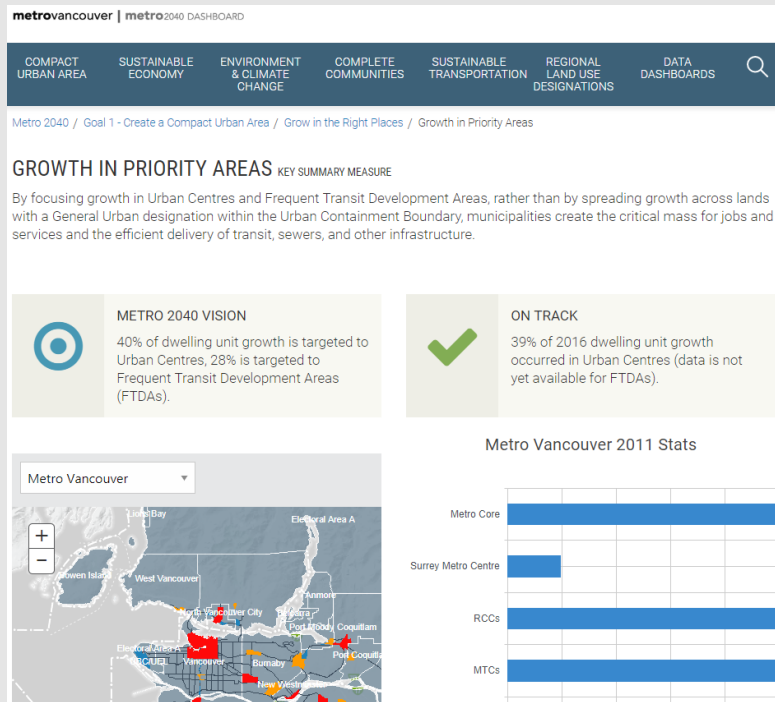 metrovancouver | metro2040 DASHBOARD
COMPACT URBAN AREA
SUSTAINABLE ECONOMY
ENVIRONMENT & CLIMATE CHANGE
COMPLETE COMMUNITIES
SUSTAINABLE TRANSPORTATION
REGIONAL LAND USE DESIGNATIONS
DATA DASHBOARDS
Metro 2040 / Goal 1 - Create a Compact Urban Area / Grow in the Right Places / Growth in Priority Areas
GROWTH IN PRIORITY AREAS KEY SUMMARY MEASURE
By focusing growth in Urban Centres and Frequent Transit Development Areas, rather than by spreading growth across lands
with a General Urban designation within the Urban Containment Boundary, municipalities create the critical mass for jobs and
services and the efficient delivery of transit, sewers, and other infrastructure.
METRO 2040 VISION
40% of dwelling unit growth is targeted to
Urban Centres, 28% is targeted to
Frequent Transit Development Areas
(FTDAs).
ON TRACK
39% of 2016 dwelling unit growth
occurred in Urban Centres (data is not
yet available for FTDAs).
Metro Vancouver
+
−
Lions Bay
Electoral Area A
Bowen Island
West Vancouver
Anmore
North Vancouver City
Port Moody
Coquitlam
Electoral Area A
UBC/UEL
Vancouver
Burnaby
Port Coquitla
New Westminster
Metro Vancouver 2011 Stats
Metro Core
Surrey Metro Centre
RCCs
MTCs